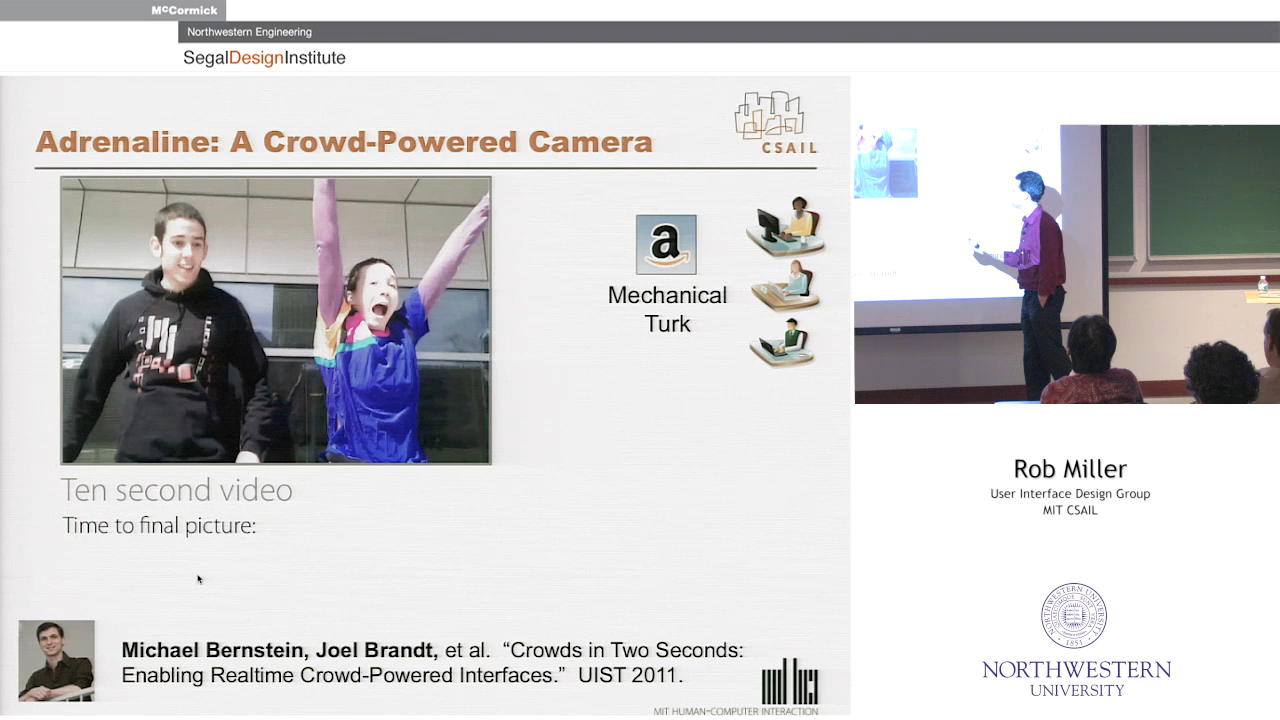 McCormick
Northwestern Engineering
SegalDesignInstitute
Adrenaline: A Crowd-Powered Camera
CSAIL
a
Mechanical
Turk
Ten second video
Time to final picture:
Michael Bernstein, Joel Brandt, et al. “Crowds in Two Seconds:
Enabling Realtime Crowd-Powered Interfaces.” UIST 2011.
MIT HUMAN-COMPUTER INTERACTION
Rob Miller
User Interface Design Group
MIT CSAIL
NORTHWESTERN
UNIVERSITY
1851